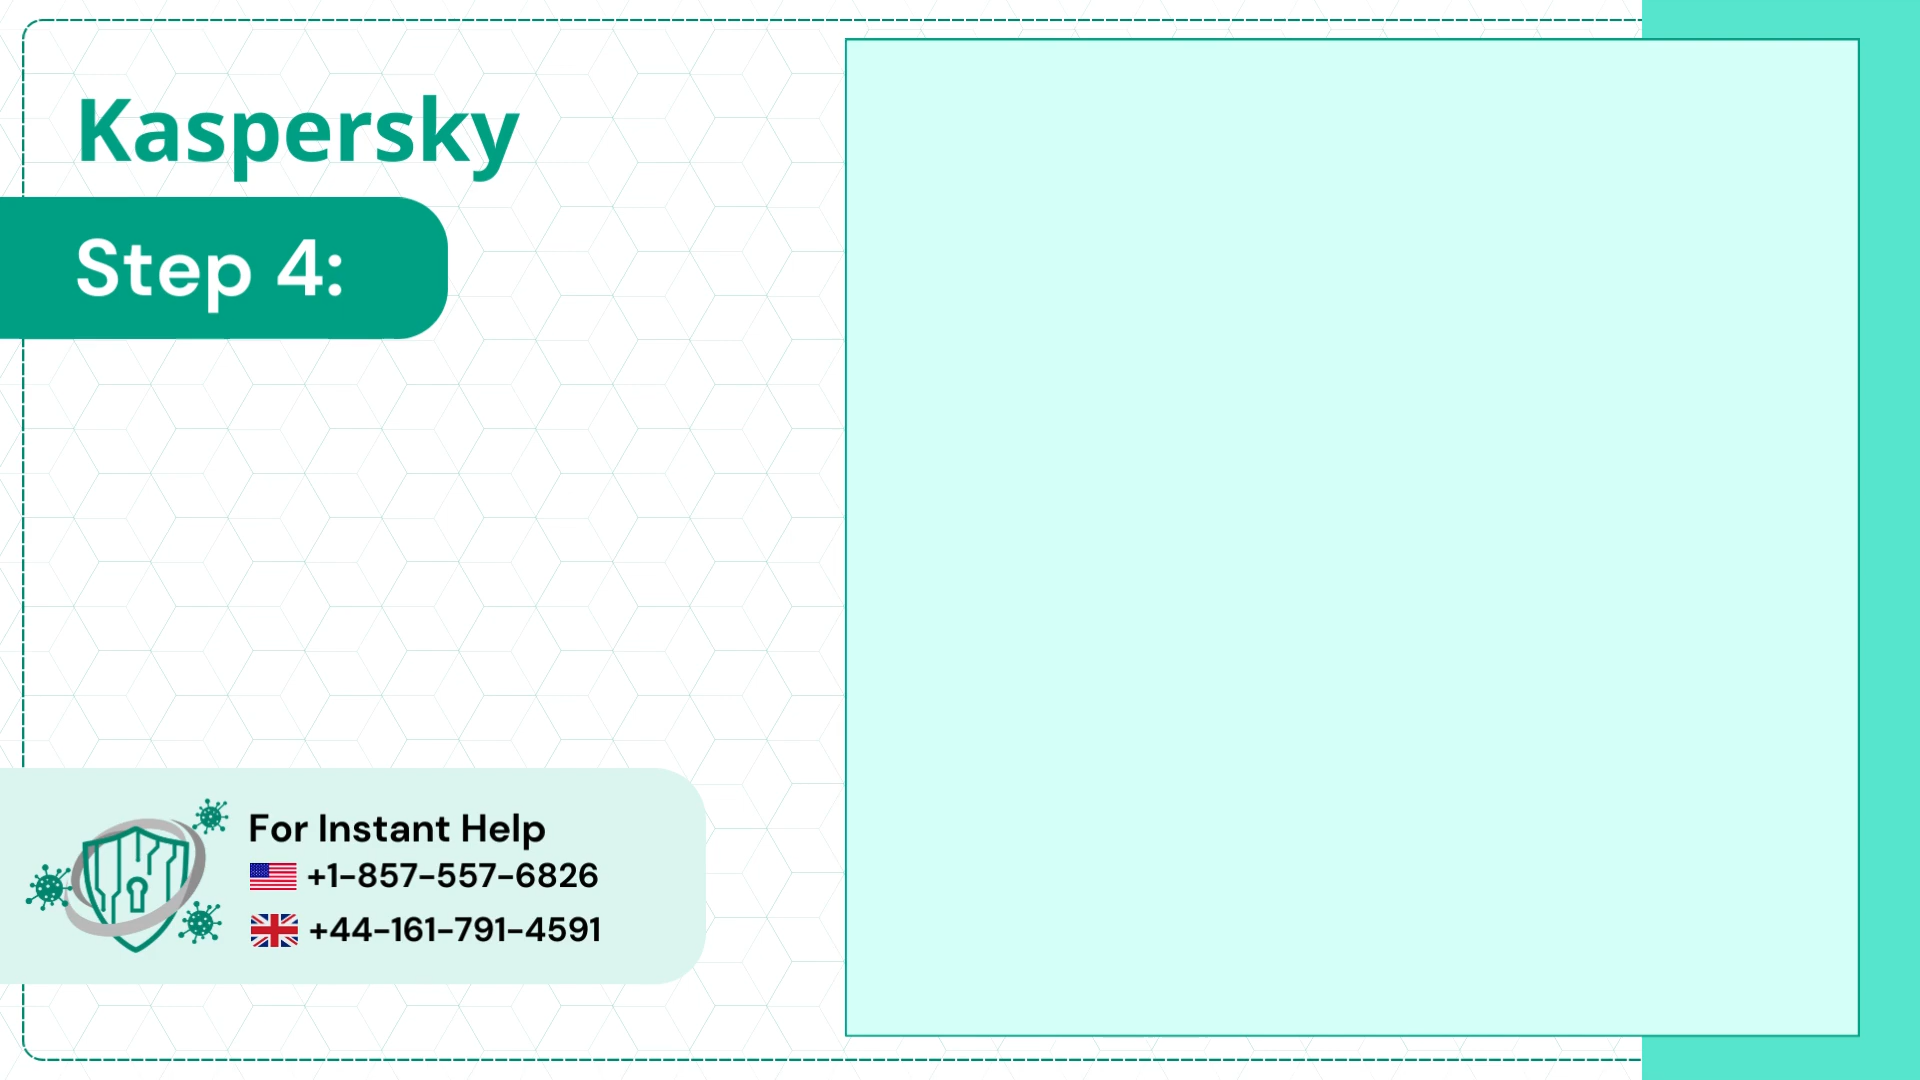 Kaspersky
Step 4:
For Instant Help
+1-857-557-6826
+44-161-791-4591